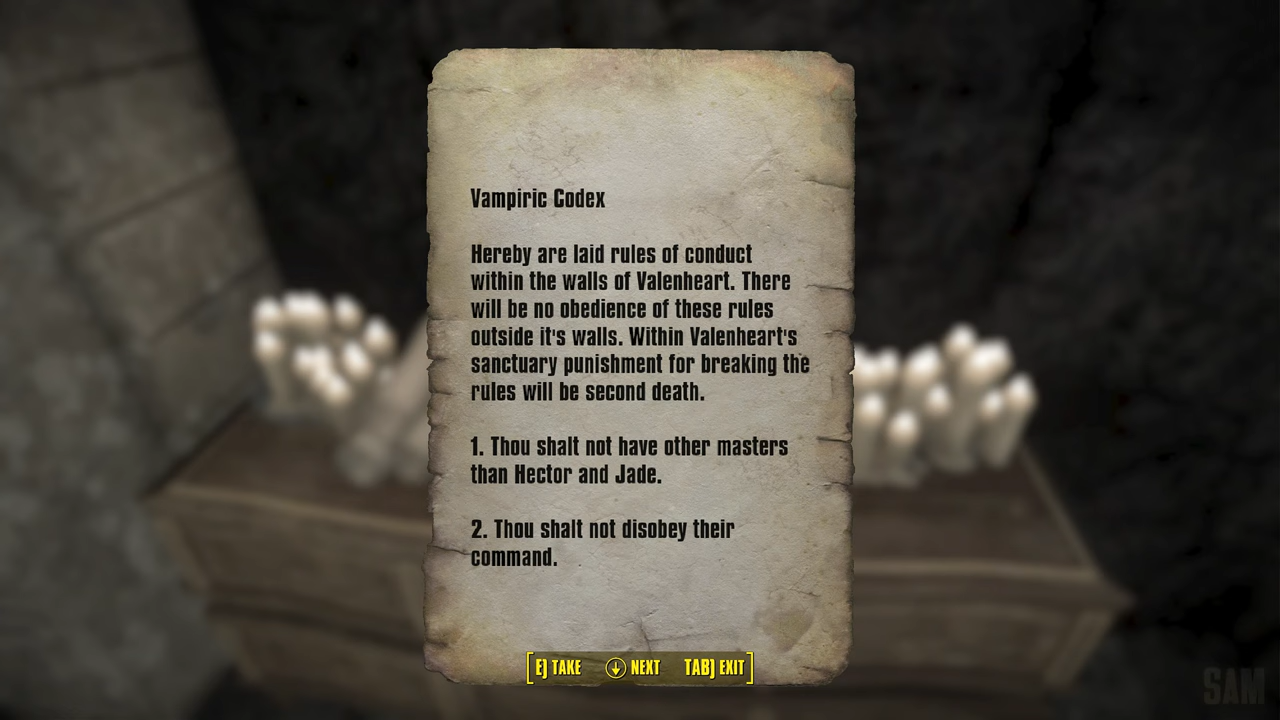 Vampiric Codex
Hereby are laid rules of conduct
within the walls of Valenheart. There
will be no obedience of these rules
outside it's walls. Within Valenheart's
sanctuary punishment for breaking the
rules will be second death.
1. Thou shalt not have other masters
than Hector and Jade.
2. Thou shalt not disobey their
command.
E) TAKE NEXT TAB) EXIT
SAM